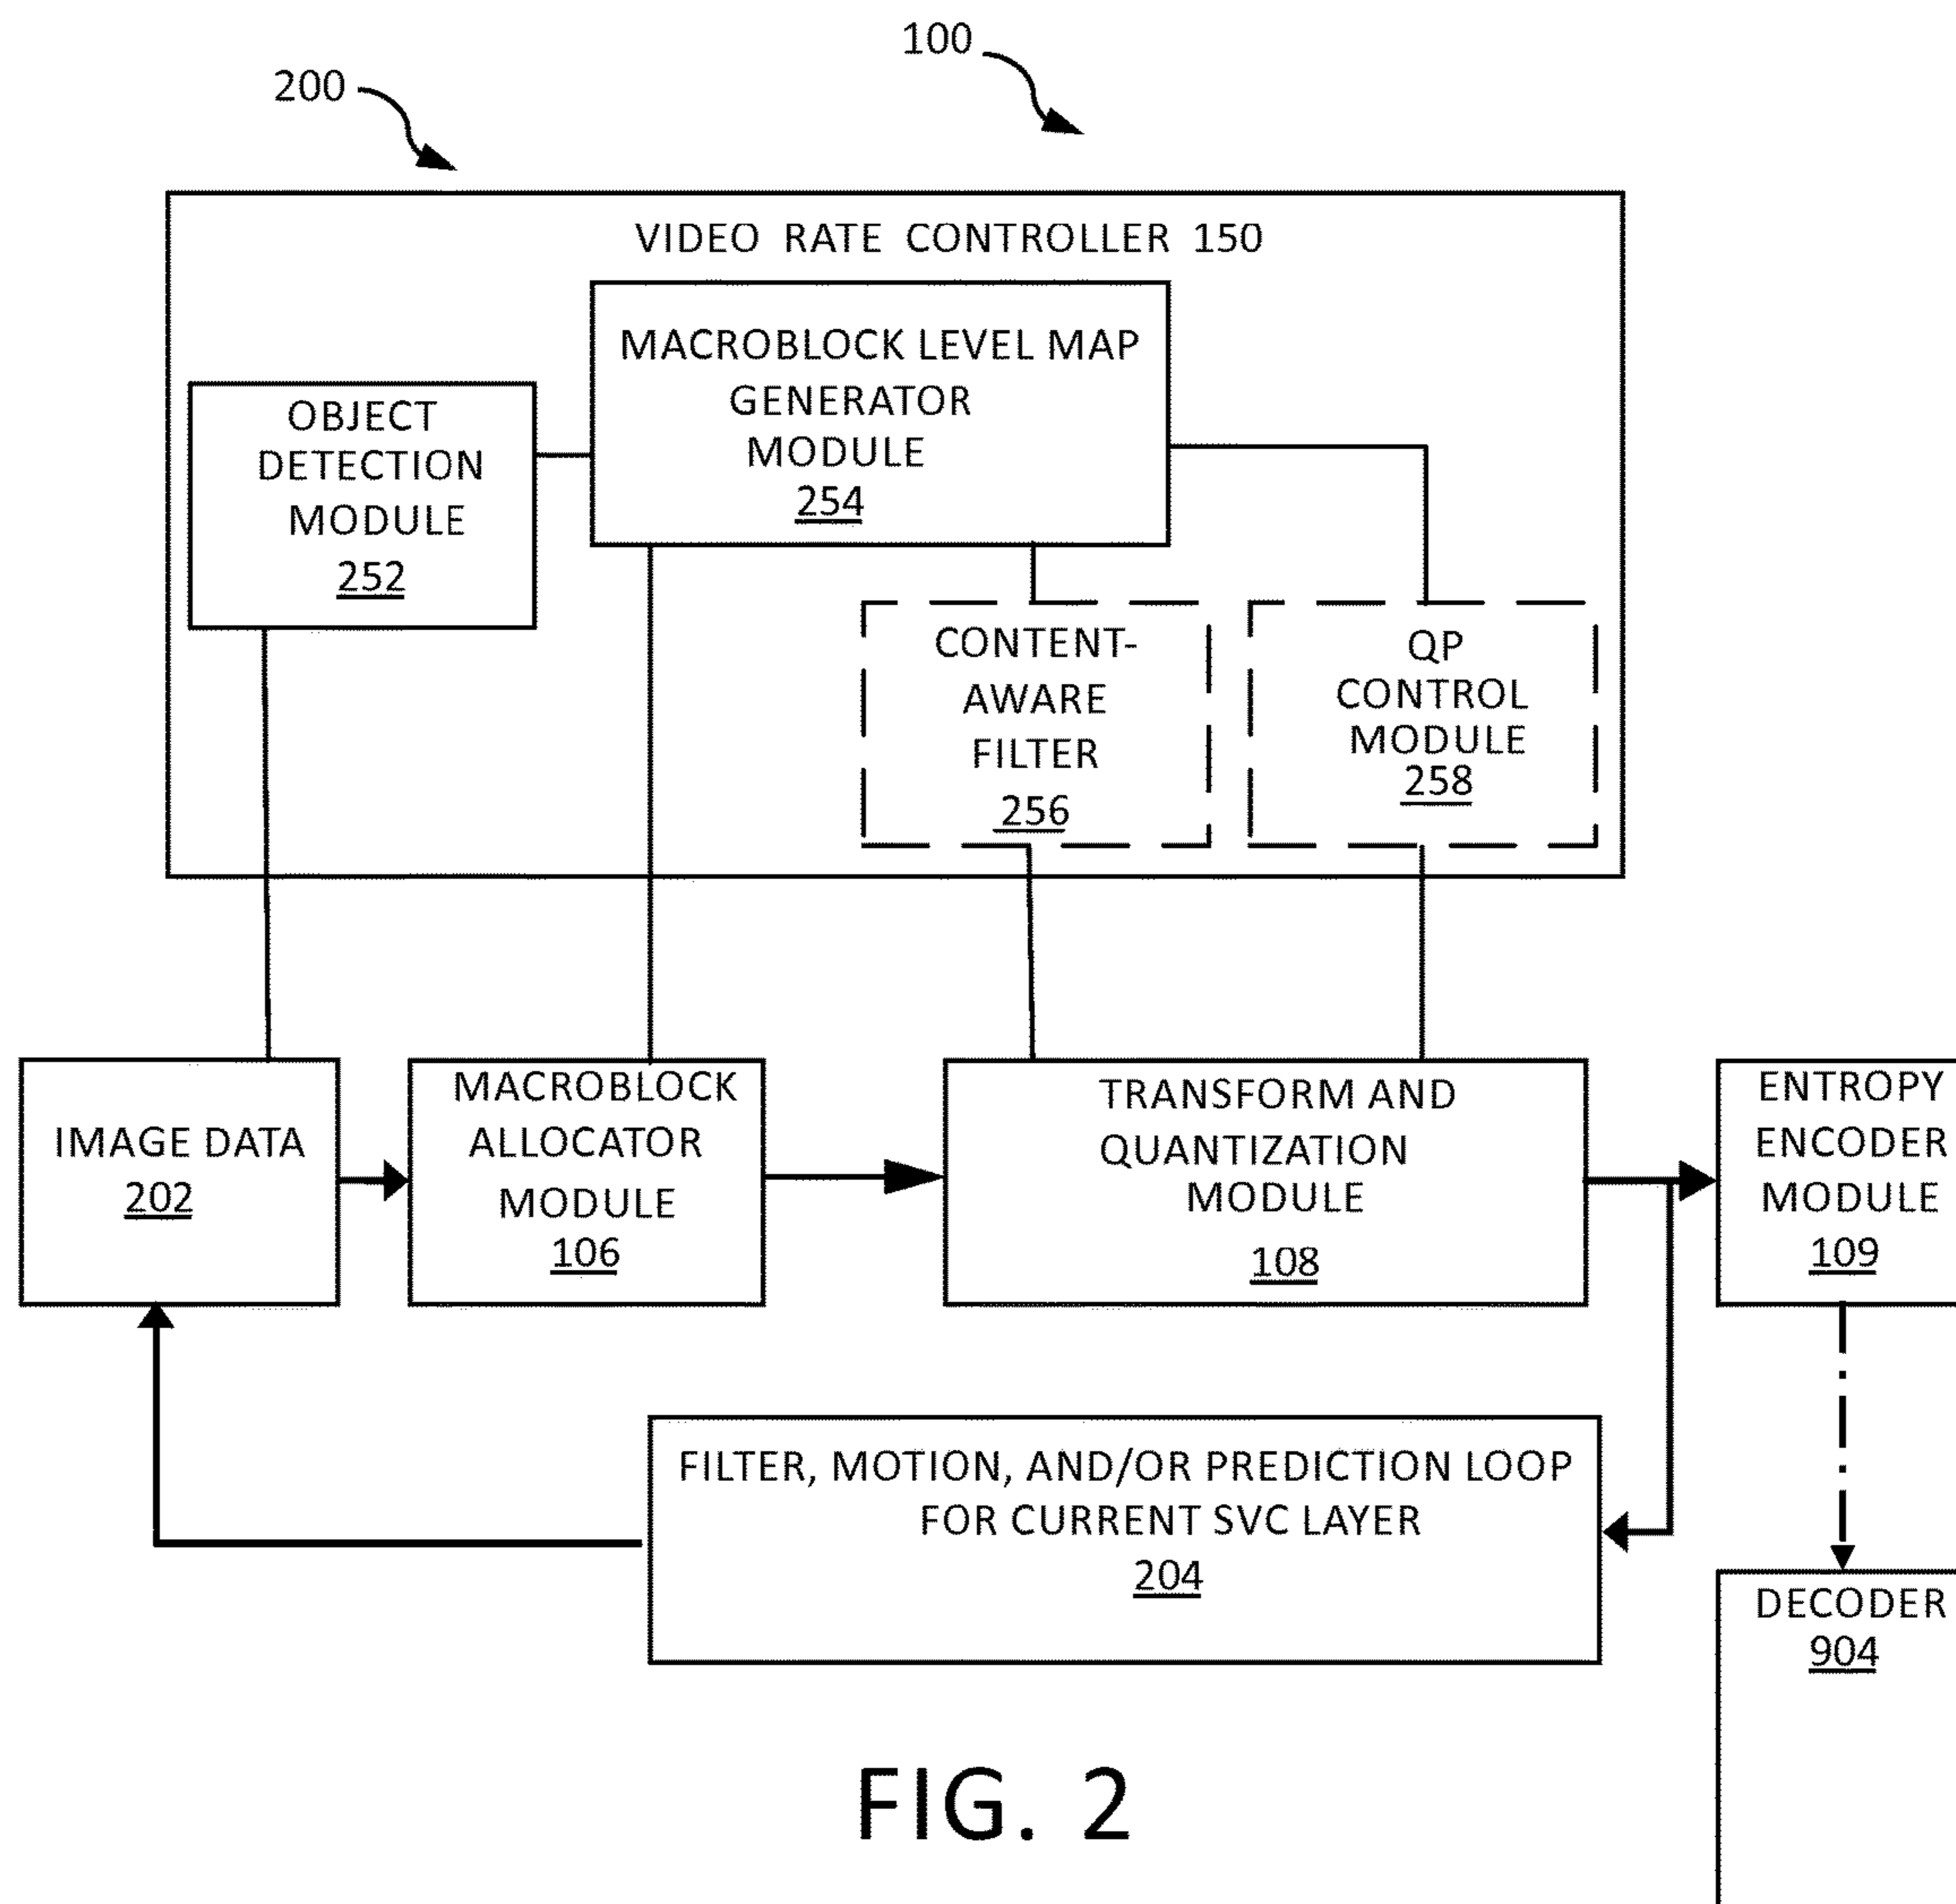 100
200
VIDEO RATE CONTROLLER 150
MACROBLOCK LEVEL MAP
GENERATOR
MODULE
254
OBJECT
DETECTION
MODULE
252
CONTENT-
AWARE
FILTER
256
QP
CONTROL
MODULE
258
IMAGE DATA
202
MACROBLOCK
ALLOCATOR
MODULE
106
TRANSFORM AND
QUANTIZATION
MODULE
108
ENTROPY
ENCODER
MODULE
109
FILTER, MOTION, AND/OR PREDICTION LOOP
FOR CURRENT SVC LAYER
204
DECODER
904
FIG. 2